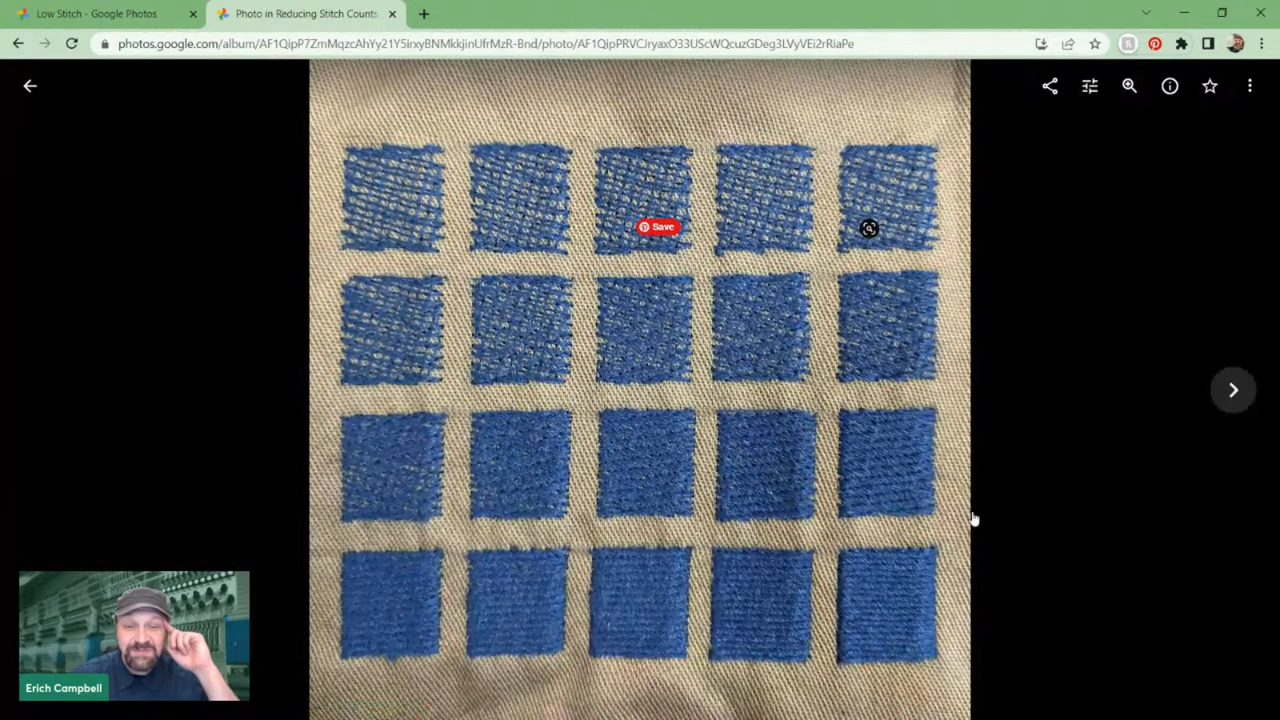 Low Stitch - Google Photos
Photo in Reducing Stitch Counts
photos.google.com/album/AF1QipP7ZmMqzcAhYy21Y5irxyBNMkkjinUfrMzR-Bnd/photo/AF1QipPRVCJryaxO33UScWQcuzGDeg3LVyVEi2rRiaPe
Save
Erich Campbell